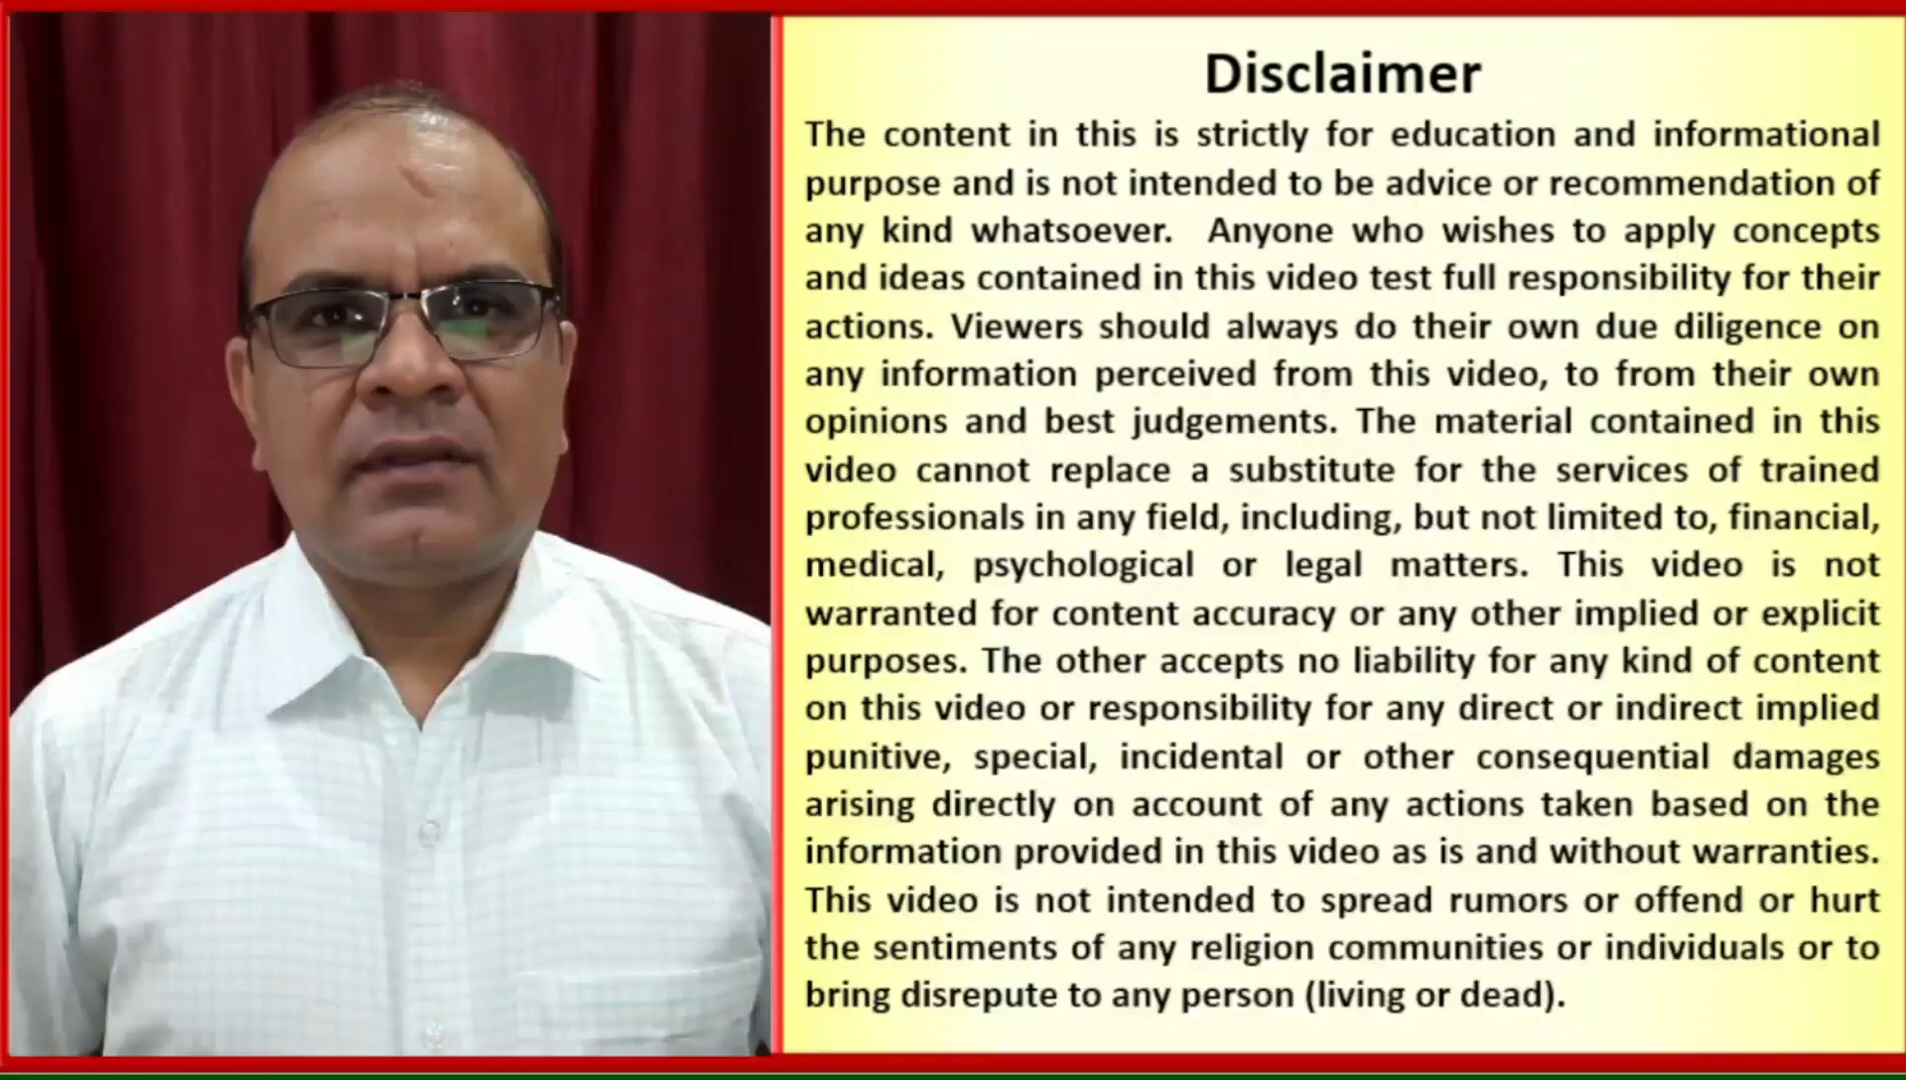 Disclaimer
The content in this is strictly for education and informational
purpose and is not intended to be advice or recommendation of
any kind whatsoever. Anyone who wishes to apply concepts
and ideas contained in this video test full responsibility for their
actions. Viewers should always do their own due diligence on
any information perceived from this video, to from their own
opinions and best judgements. The material contained in this
video cannot replace a substitute for the services of trained
professionals in any field, including, but not limited to, financial,
medical, psychological or legal matters. This video is not
warranted for content accuracy or any other implied or explicit
purposes. The other accepts no liability for any kind of content
on this video or responsibility for any direct or indirect implied
punitive, special, incidental or other consequential damages
arising directly on account of any actions taken based on the
information provided in this video as is and without warranties.
This video is not intended to spread rumors or offend or hurt
the sentiments of any religion communities or individuals or to
bring disrepute to any person (living or dead).